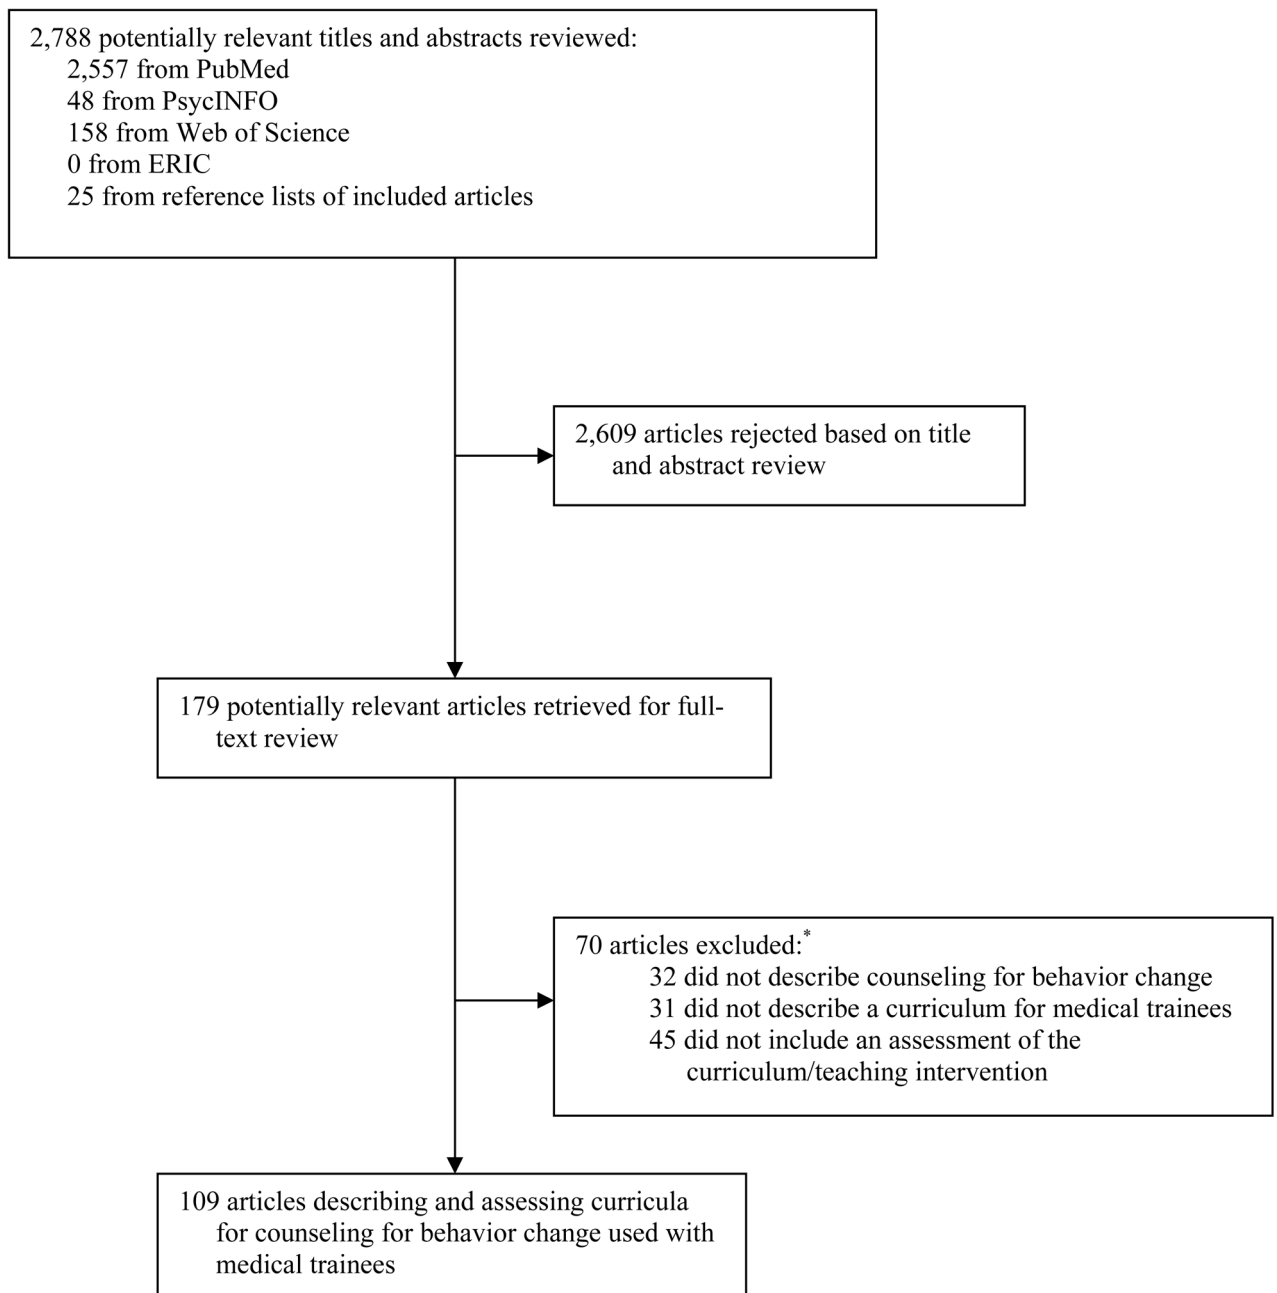 2,788 potentially relevant titles and abstracts reviewed:
2,557 from PubMed
48 from PsycINFO
158 from Web of Science
0 from ERIC
25 from reference lists of included articles
2,609 articles rejected based on title
and abstract review
179 potentially relevant articles retrieved for full-
text review
70 articles excluded:*
32 did not describe counseling for behavior change
31 did not describe a curriculum for medical trainees
45 did not include an assessment of the
curriculum/teaching intervention
109 articles describing and assessing curricula
for counseling for behavior change used with
medical trainees